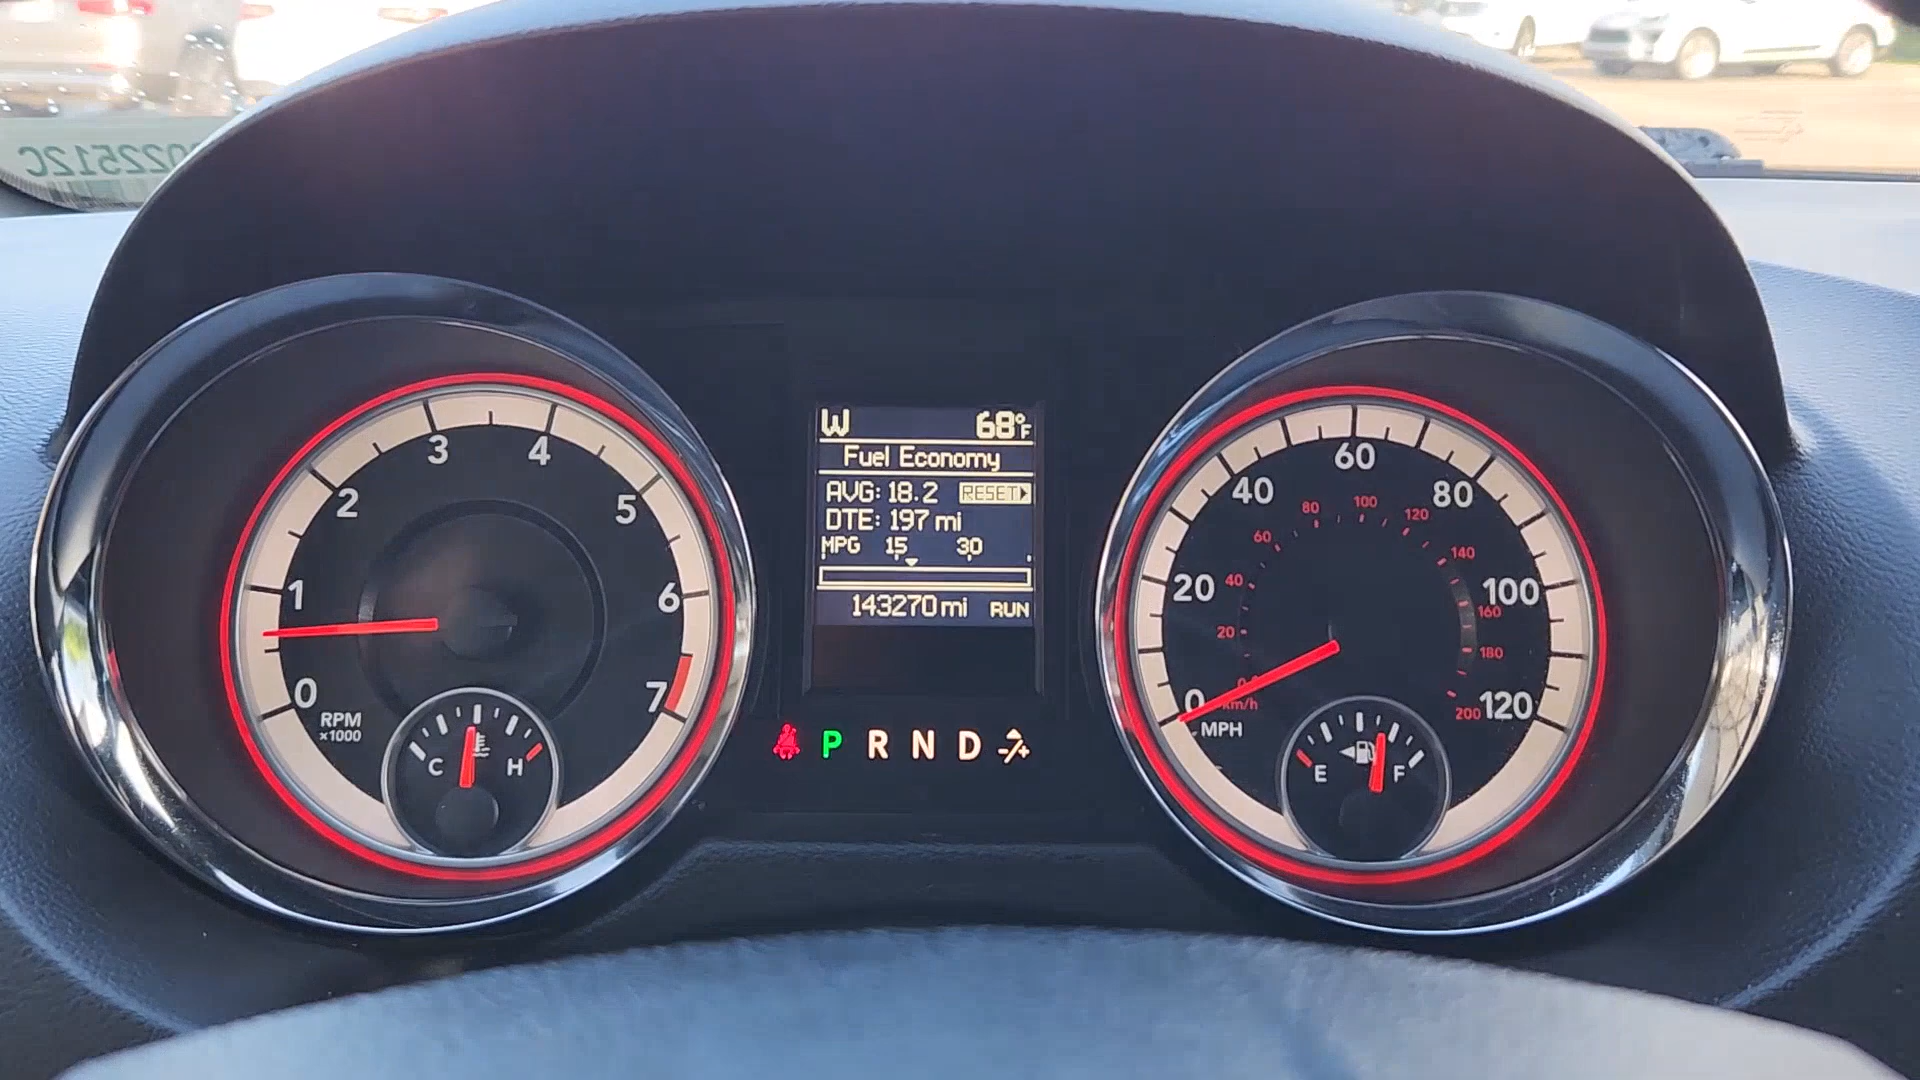 22512C
W 68°F
Fuel Economy
AVG: 18.2 RESET
DTE: 197 mi
MPG 15 30
143270 mi RUN
0 1 2 3 4 5 6 7
RPM
×1000
C H
P R N D
0 20 40 60 80 100 120
MPH
20 40 60 80 100 120 140 160 180 200
km/h
E F